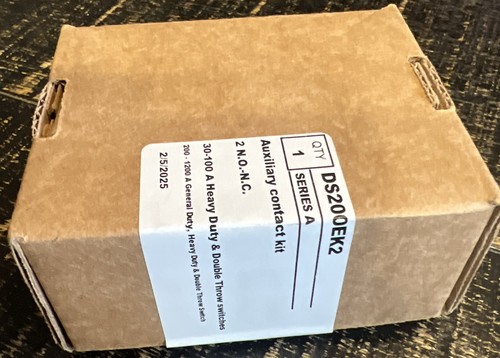 DS200EK2
QTY
1
SERIES A
Auxiliary contact kit
2 N.O.-N.C.
30-100 A Heavy Duty & Double Throw switches
200 - 1200 A General Duty, Heavy Duty & Double Throw Switch
2/5/2025